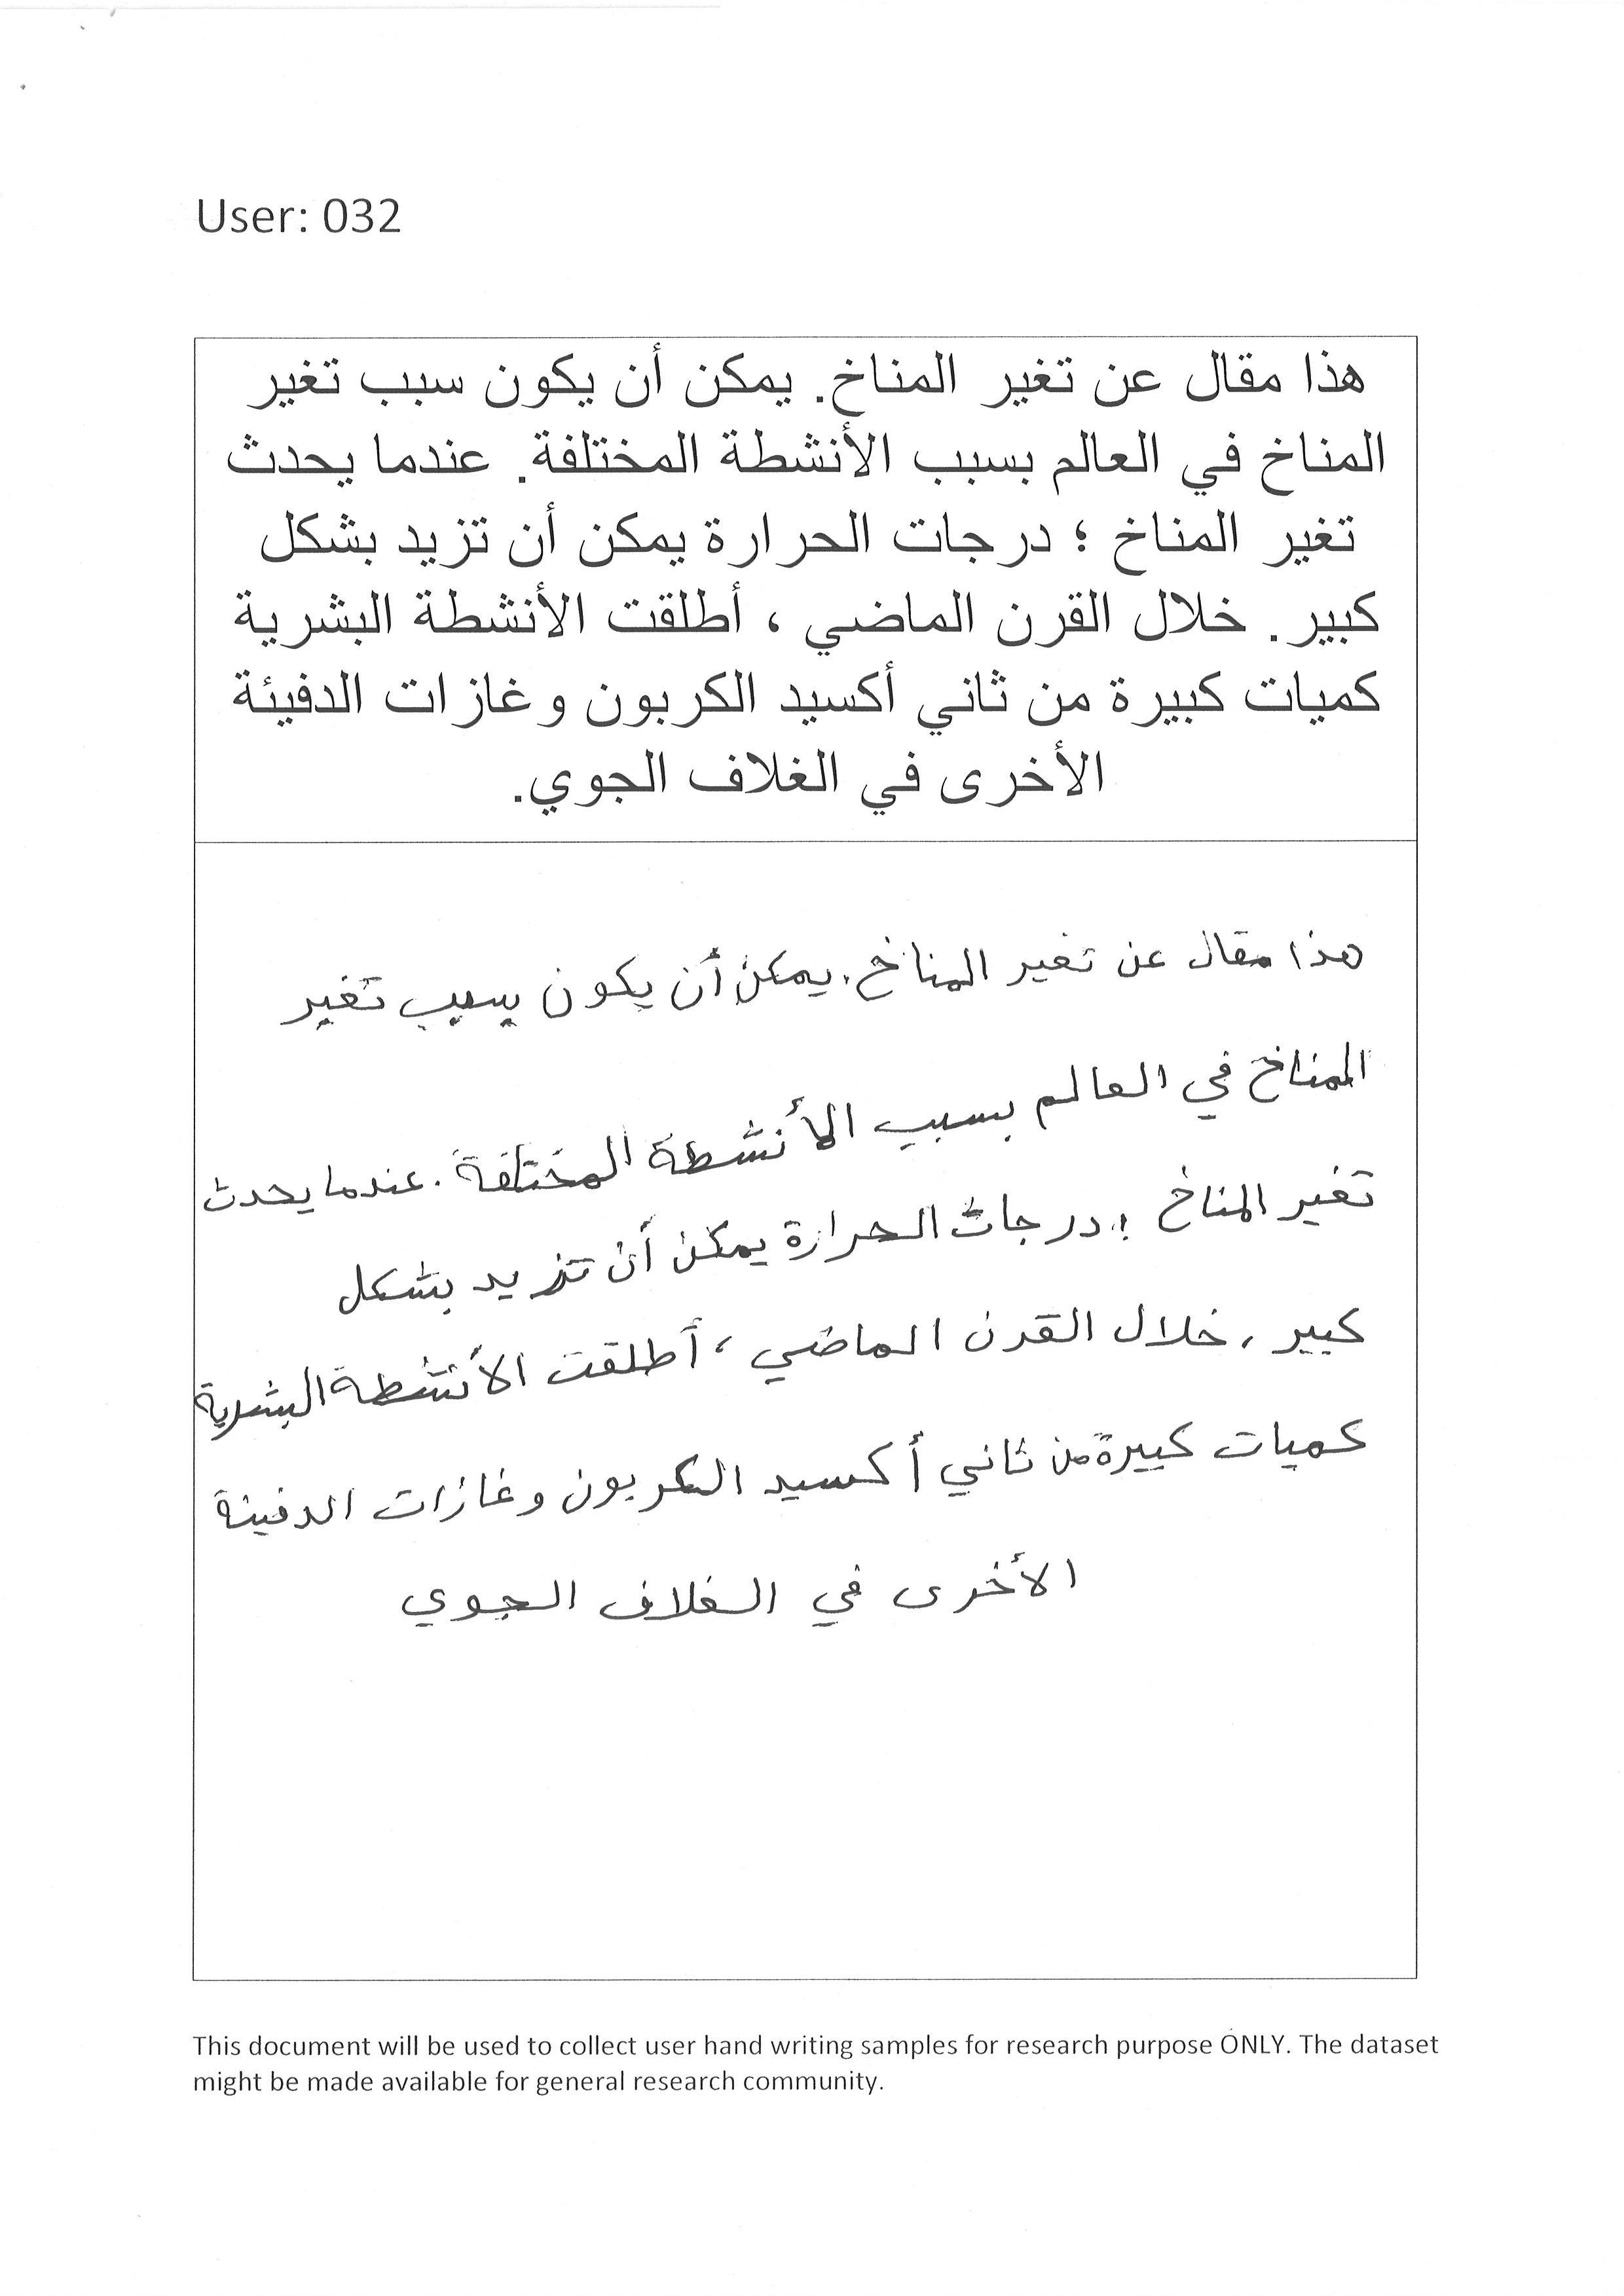 User: 032
هذا مقال عن تغير المناخ. يمكن أن يكون سبب تغير
المناخ في العالم بسبب الأنشطة المختلفة. عندما يحدث
تغير المناخ ؛ درجات الحرارة يمكن أن تزيد بشكل
كبير. خلال القرن الماضي ، أطلقت الأنشطة البشرية
كميات كبيرة من ثاني أكسيد الكربون وغازات الدفيئة
الأخرى في الغلاف الجوي.
هذا مقال عن تغير المناخ. يمكن أن يكون بسبب تغير
المناخ في العالم بسبب الأنشطة المختلفة. عندما يحدث
تغير المناخ ؛ درجات الحرارة يمكن أن تزيد بشكل
كبير. خلال القرن الماضي ، أطلقت الأنشطة البشرية
كميات كبيرة من ثاني أكسيد الكربون وغازات الدفينة
الأخرى في الغلاف الجوي
This document will be used to collect user hand writing samples for research purpose ONLY. The dataset
might be made available for general research community.